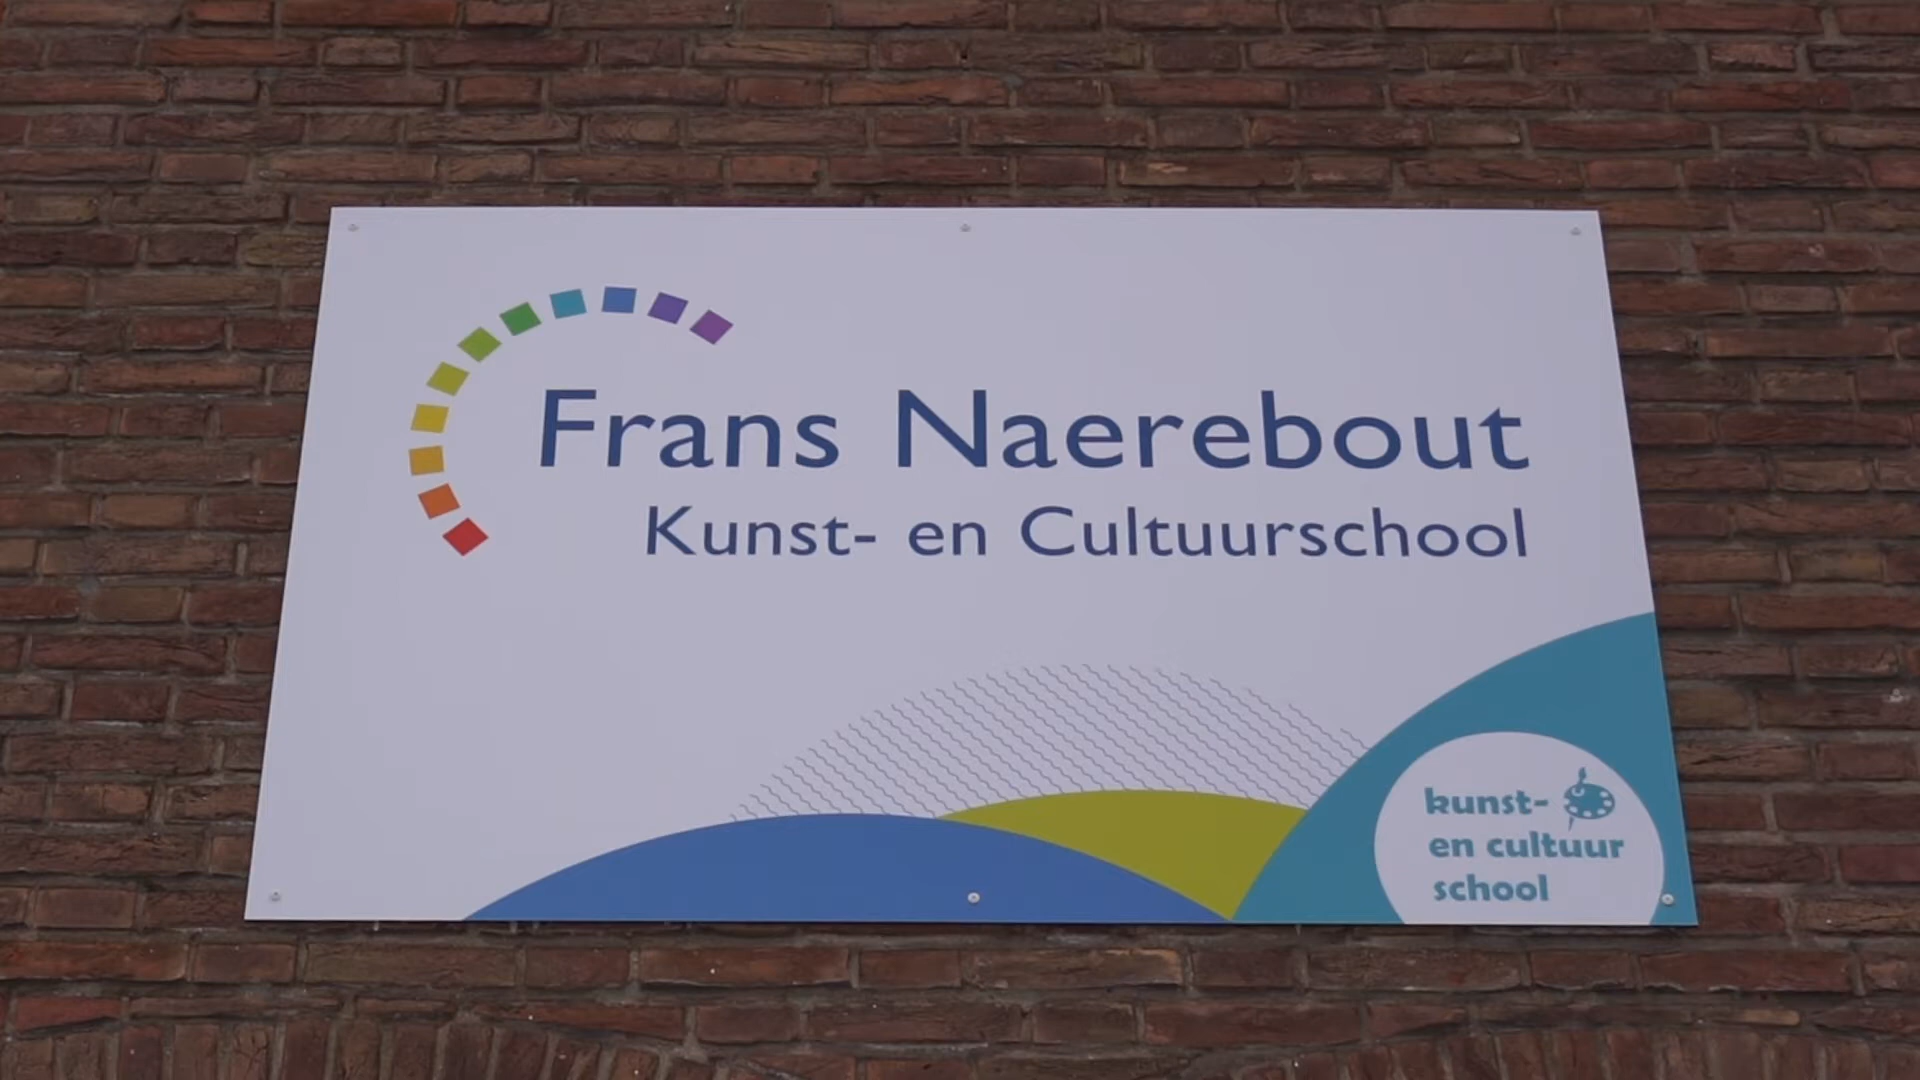 Frans Naerebout
Kunst- en Cultuurschool
kunst-
en cultuur
school